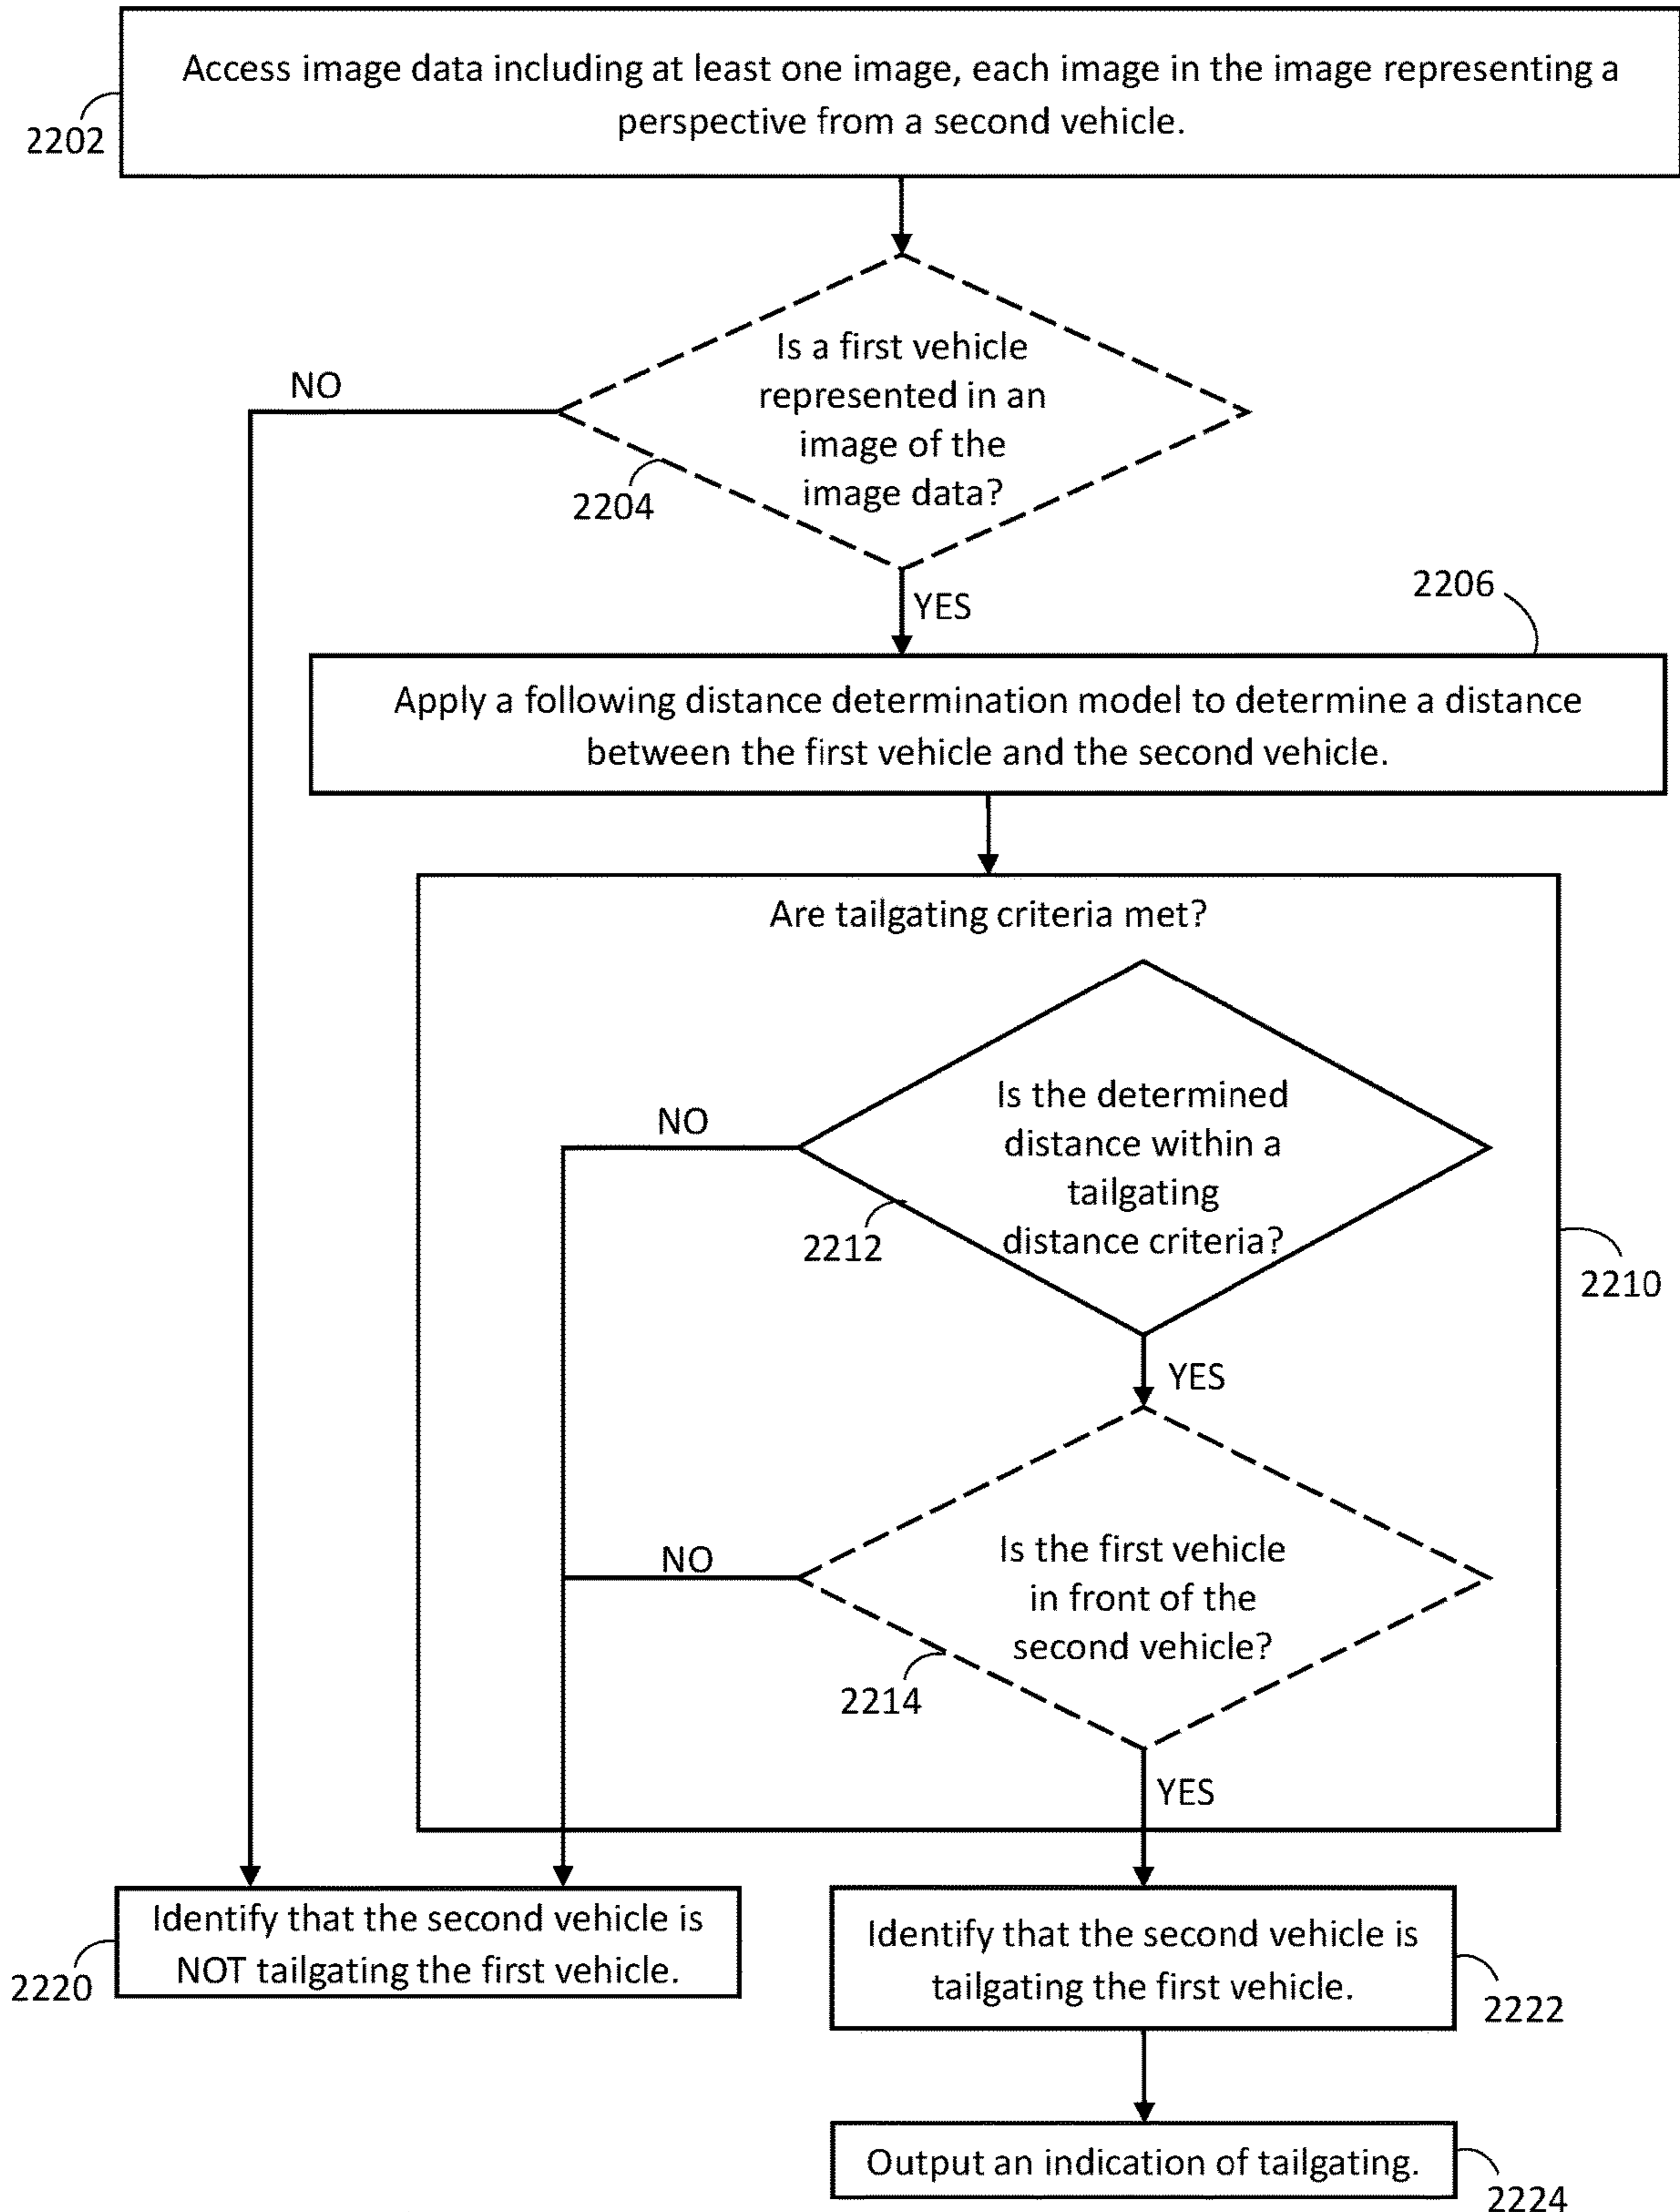 Access image data including at least one image, each image in the image representing a
perspective from a second vehicle.
2202
Is a first vehicle
represented in an
image of the
image data?
NO
2204
YES
2206
Apply a following distance determination model to determine a distance
between the first vehicle and the second vehicle.
Are tailgating criteria met?
Is the determined
distance within a
tailgating
distance criteria?
NO
2212
2210
YES
Is the first vehicle
in front of the
second vehicle?
NO
2214
YES
Identify that the second vehicle is
NOT tailgating the first vehicle.
2220
Identify that the second vehicle is
tailgating the first vehicle.
2222
Output an indication of tailgating.
2224